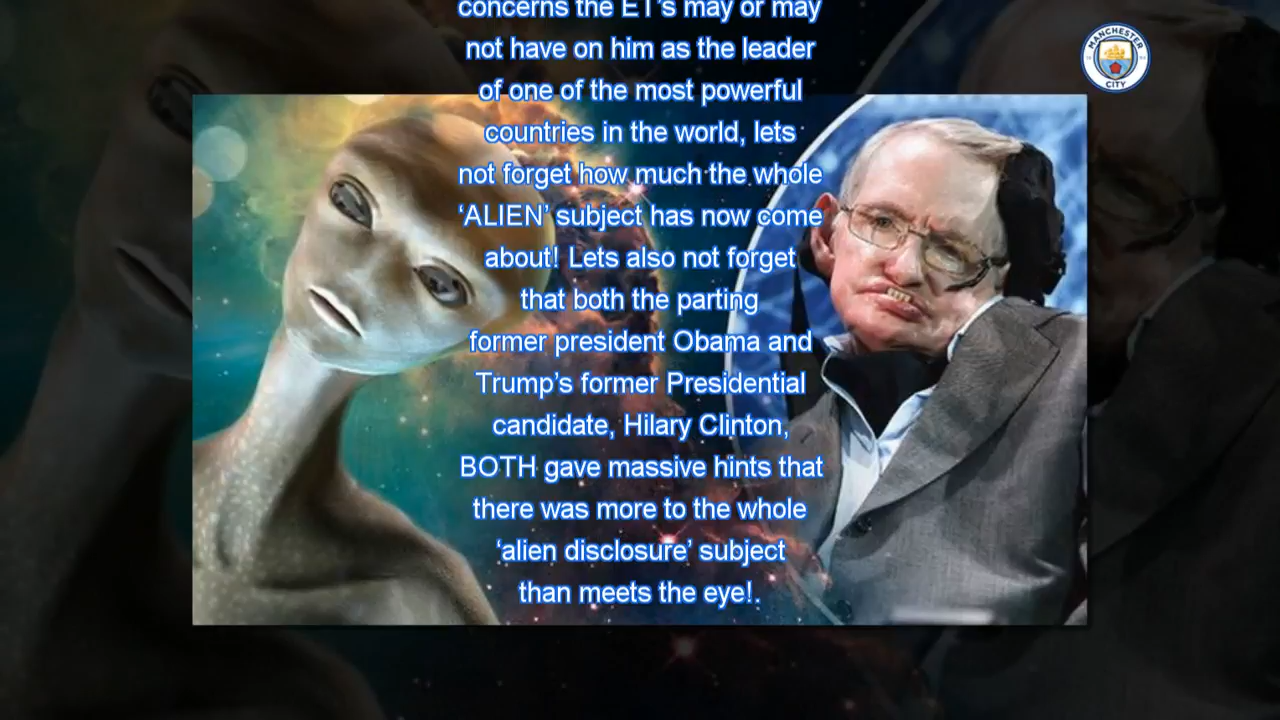 concerns the ET's may or may
not have on him as the leader
of one of the most powerful
countries in the world, lets
not forget how much the whole
‘ALIEN’ subject has now come
about! Lets also not forget
that both the parting
former president Obama and
Trump’s former Presidential
candidate, Hilary Clinton,
BOTH gave massive hints that
there was more to the whole
‘alien disclosure’ subject
than meets the eye!.
MANCHESTER
CITY